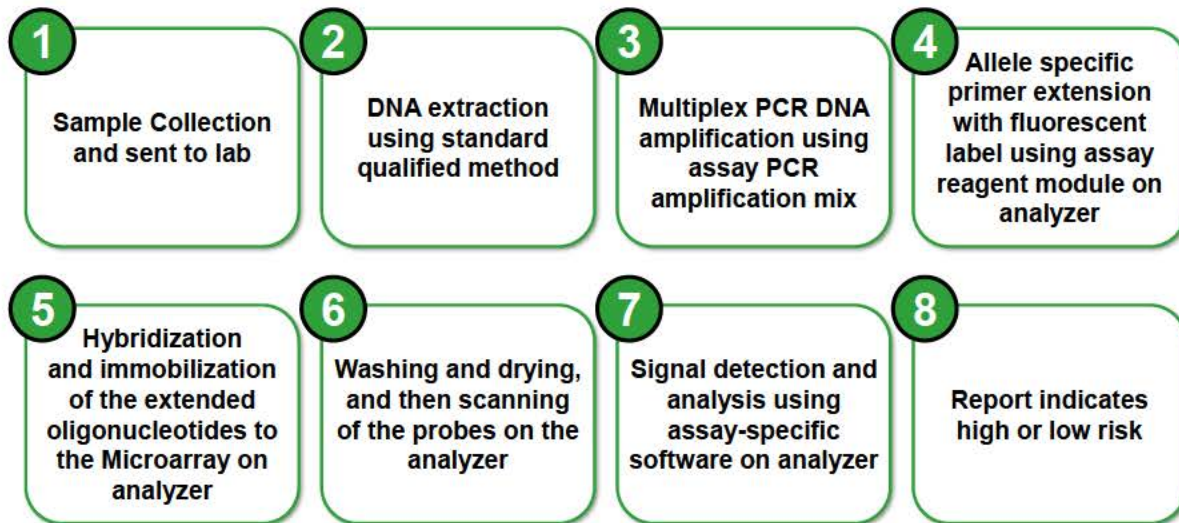 1
Sample Collection
and sent to lab
2
DNA extraction
using standard
qualified method
3
Multiplex PCR DNA
amplification using
assay PCR
amplification mix
4
Allele specific
primer extension
with fluorescent
label using assay
reagent module on
analyzer
5
Hybridization
and immobilization
of the extended
oligonucleotides to
the Microarray on
analyzer
6
Washing and drying,
and then scanning
of the probes on the
analyzer
7
Signal detection and
analysis using
assay-specific
software on analyzer
8
Report indicates
high or low risk